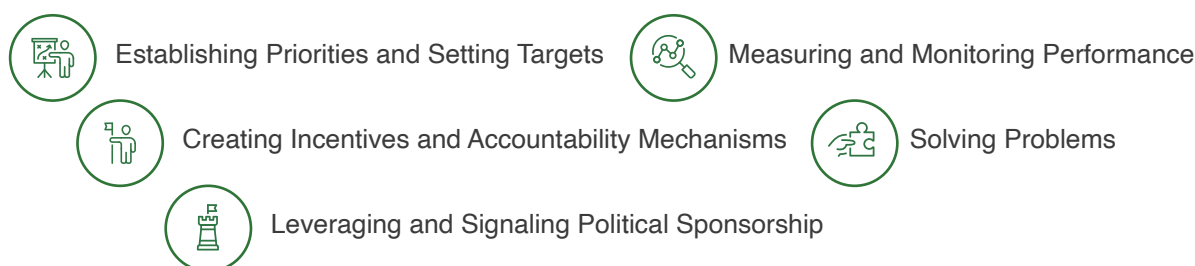 Establishing Priorities and Setting Targets
Measuring and Monitoring Performance
Creating Incentives and Accountability Mechanisms
Solving Problems
Leveraging and Signaling Political Sponsorship